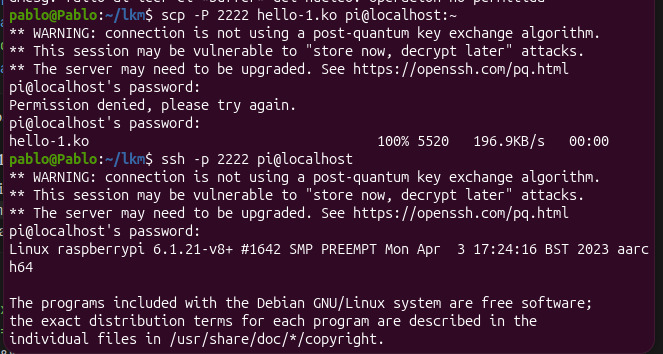 pablo@Pablo:~/lkm$ scp -P 2222 hello-1.ko pi@localhost:~
** WARNING: connection is not using a post-quantum key exchange algorithm.
** This session may be vulnerable to "store now, decrypt later" attacks.
** The server may need to be upgraded. See https://openssh.com/pq.html
pi@localhost's password:
Permission denied, please try again.
pi@localhost's password:
hello-1.ko 100% 5520 196.9KB/s 00:00
pablo@Pablo:~/lkm$ ssh -p 2222 pi@localhost
** WARNING: connection is not using a post-quantum key exchange algorithm.
** This session may be vulnerable to "store now, decrypt later" attacks.
** The server may need to be upgraded. See https://openssh.com/pq.html
pi@localhost's password:
Linux raspberrypi 6.1.21-v8+ #1642 SMP PREEMPT Mon Apr  3 17:24:16 BST 2023 aarc
h64
The programs included with the Debian GNU/Linux system are free software;
the exact distribution terms for each program are described in the
individual files in /usr/share/doc/*/copyright.